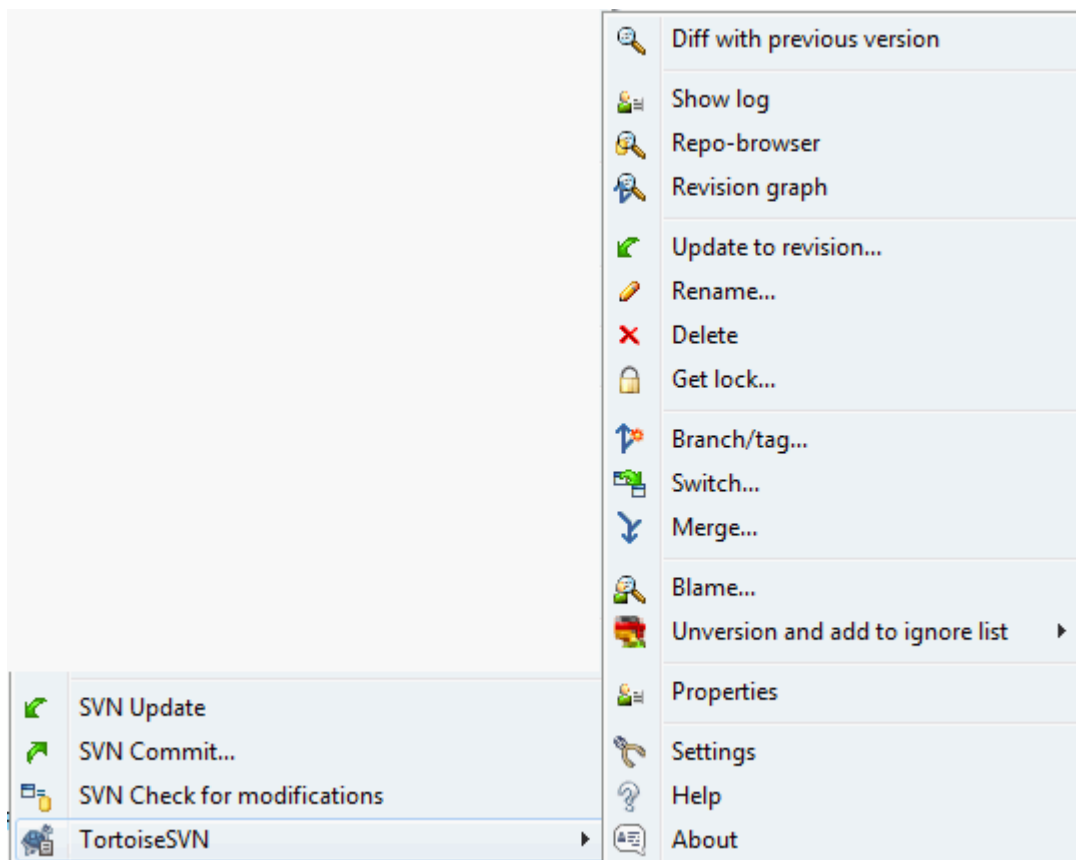 Diff with previous version
Show log
Repo-browser
Revision graph
Update to revision...
Rename...
Delete
Get lock...
Branch/tag...
Switch...
Merge...
Blame...
Unversion and add to ignore list
Properties
Settings
Help
About
SVN Update
SVN Commit...
SVN Check for modifications
TortoiseSVN